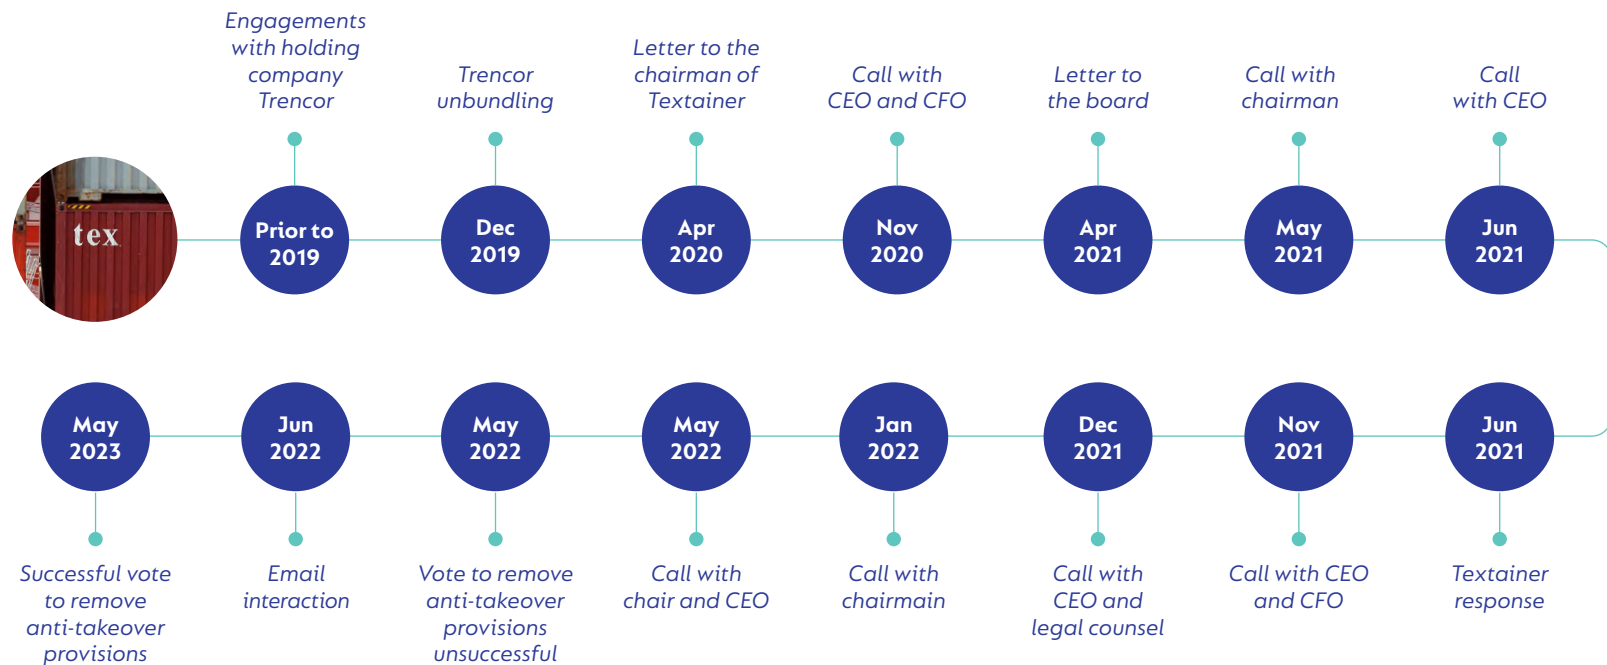 Engagements
with holding
company
Trencor
Trencor
unbundling
Letter to the
chairman of
Textainer
Call with
CEO and CFO
Letter to
the board
Call with
chairman
Call
with CEO
tex
Prior to
2019
Dec
2019
Apr
2020
Nov
2020
Apr
2021
May
2021
Jun
2021
May
2023
Jun
2022
May
2022
May
2022
Jan
2022
Dec
2021
Nov
2021
Jun
2021
Successful vote
to remove
anti-takeover
provisions
Email
interaction
Vote to remove
anti-takeover
provisions
unsuccessful
Call with
chair and CEO
Call with
chairmain
Call with
CEO and
legal counsel
Call with CEO
and CFO
Textainer
response